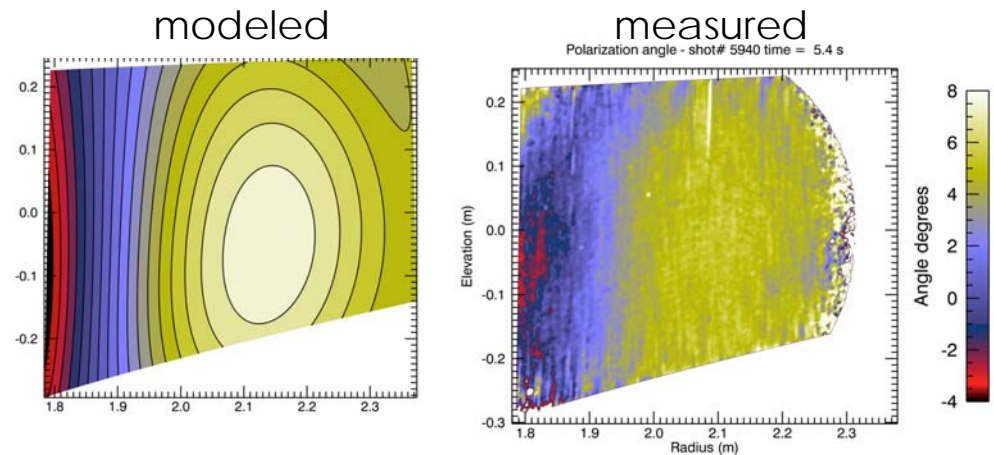 modeled
measured
Polarization angle - shot# 5940 time = 5.4 s
0.2
0.1
0.0
-0.1
-0.2
1.8 1.9 2.0 2.1 2.2 2.3
0.2
0.1
0.0
-0.1
-0.2
-0.3
Elevation (m)
1.8 1.9 2.0 2.1 2.2 2.3
Radius (m)
8
6
4
2
0
-2
-4
Angle degrees